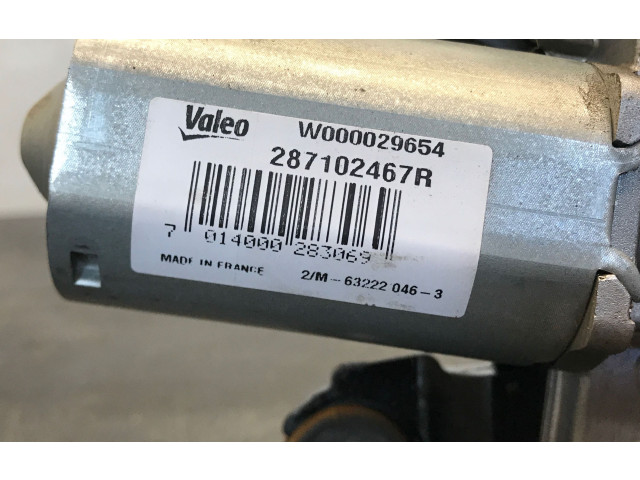 Valeo W000029654
287102467R
7 014000 283069
MADE IN FRANCE 2/M-63222 046-3